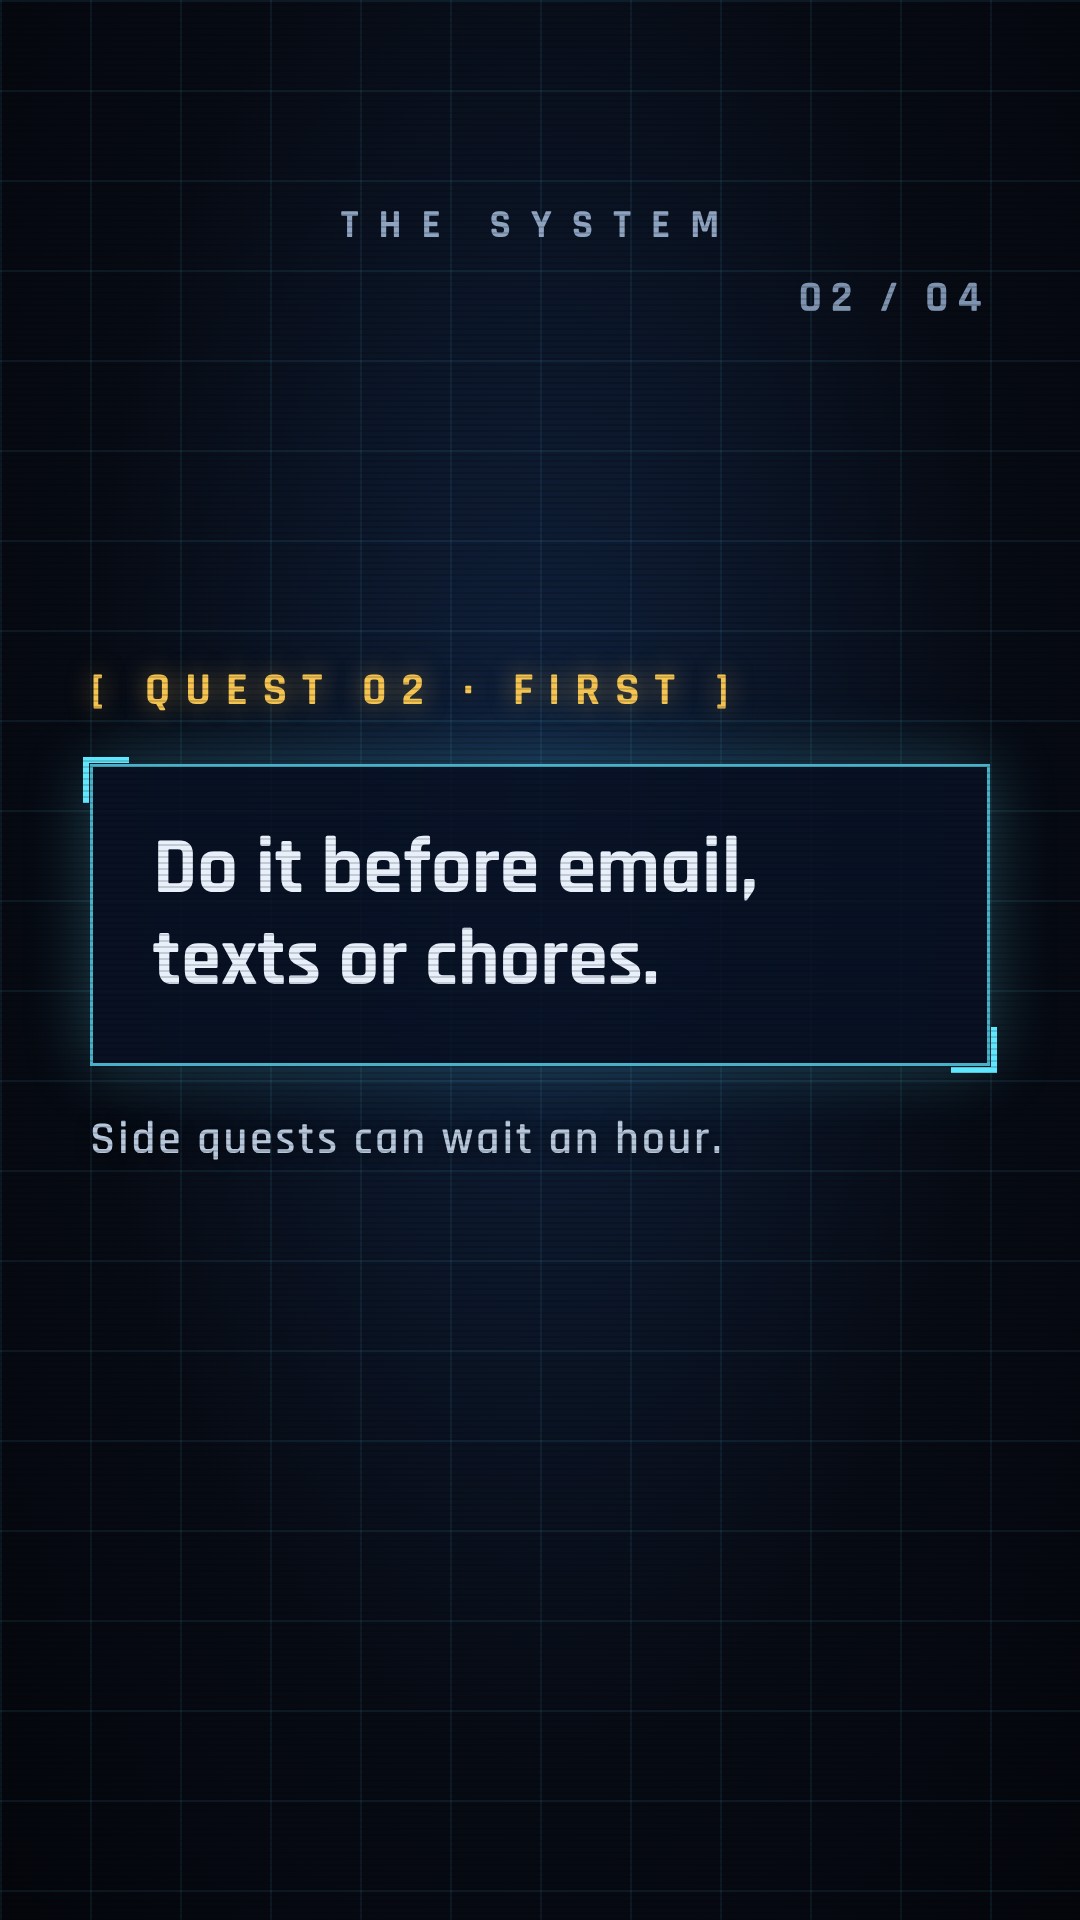 THE SYSTEM
02 / 04
[ QUEST 02 · FIRST ]
Do it before email,
texts or chores.
Side quests can wait an hour.